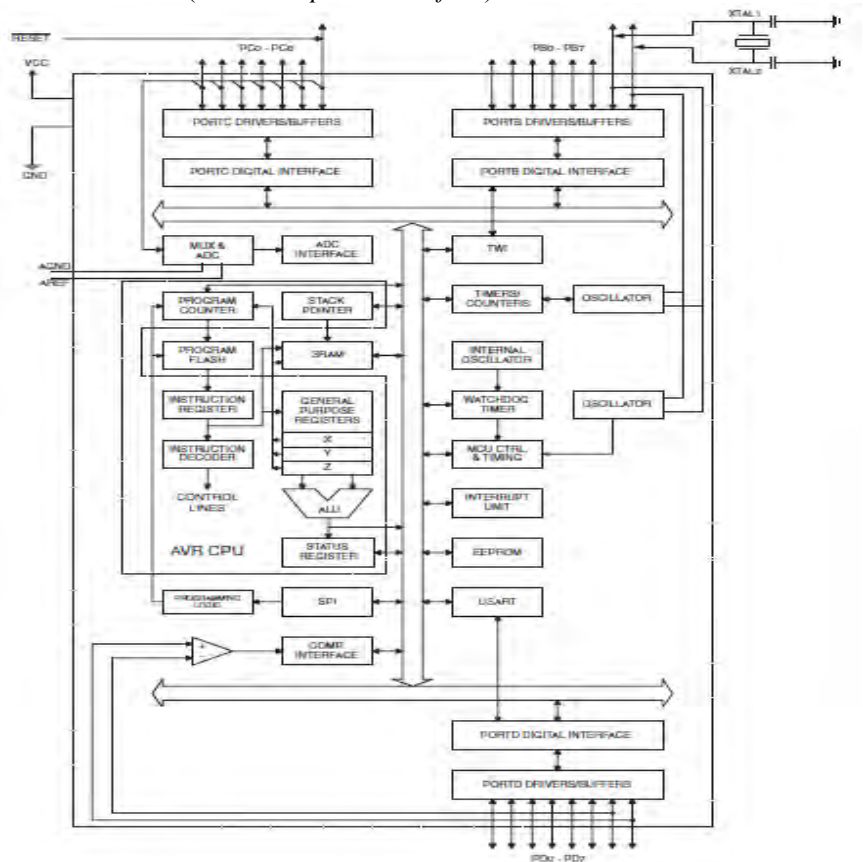 XTAL1
RESET
PC0 - PC6
PB0 - PB7
VCC
XTAL2
PORTC DRIVERS/BUFFERS
PORTB DRIVERS/BUFFERS
PORTC DIGITAL INTERFACE
PORTB DIGITAL INTERFACE
GND
MUX &
ADC
ADC
INTERFACE
TWI
AGND
AREF
PROGRAM
COUNTER
STACK
POINTER
TIMERS/
COUNTERS
OSCILLATOR
PROGRAM
FLASH
SRAM
INTERNAL
OSCILLATOR
INSTRUCTION
REGISTER
GENERAL
PURPOSE
REGISTERS
WATCHDOG
TIMER
OSCILLATOR
X
INSTRUCTION
DECODER
Y
MCU CTRL.
& TIMING
Z
CONTROL
LINES
ALU
INTERRUPT
UNIT
AVR CPU
STATUS
REGISTER
EEPROM
PROGRAMMING
LOGIC
SPI
USART
+
-
COMP.
INTERFACE
PORTD DIGITAL INTERFACE
PORTD DRIVERS/BUFFERS
PD0 - PD7